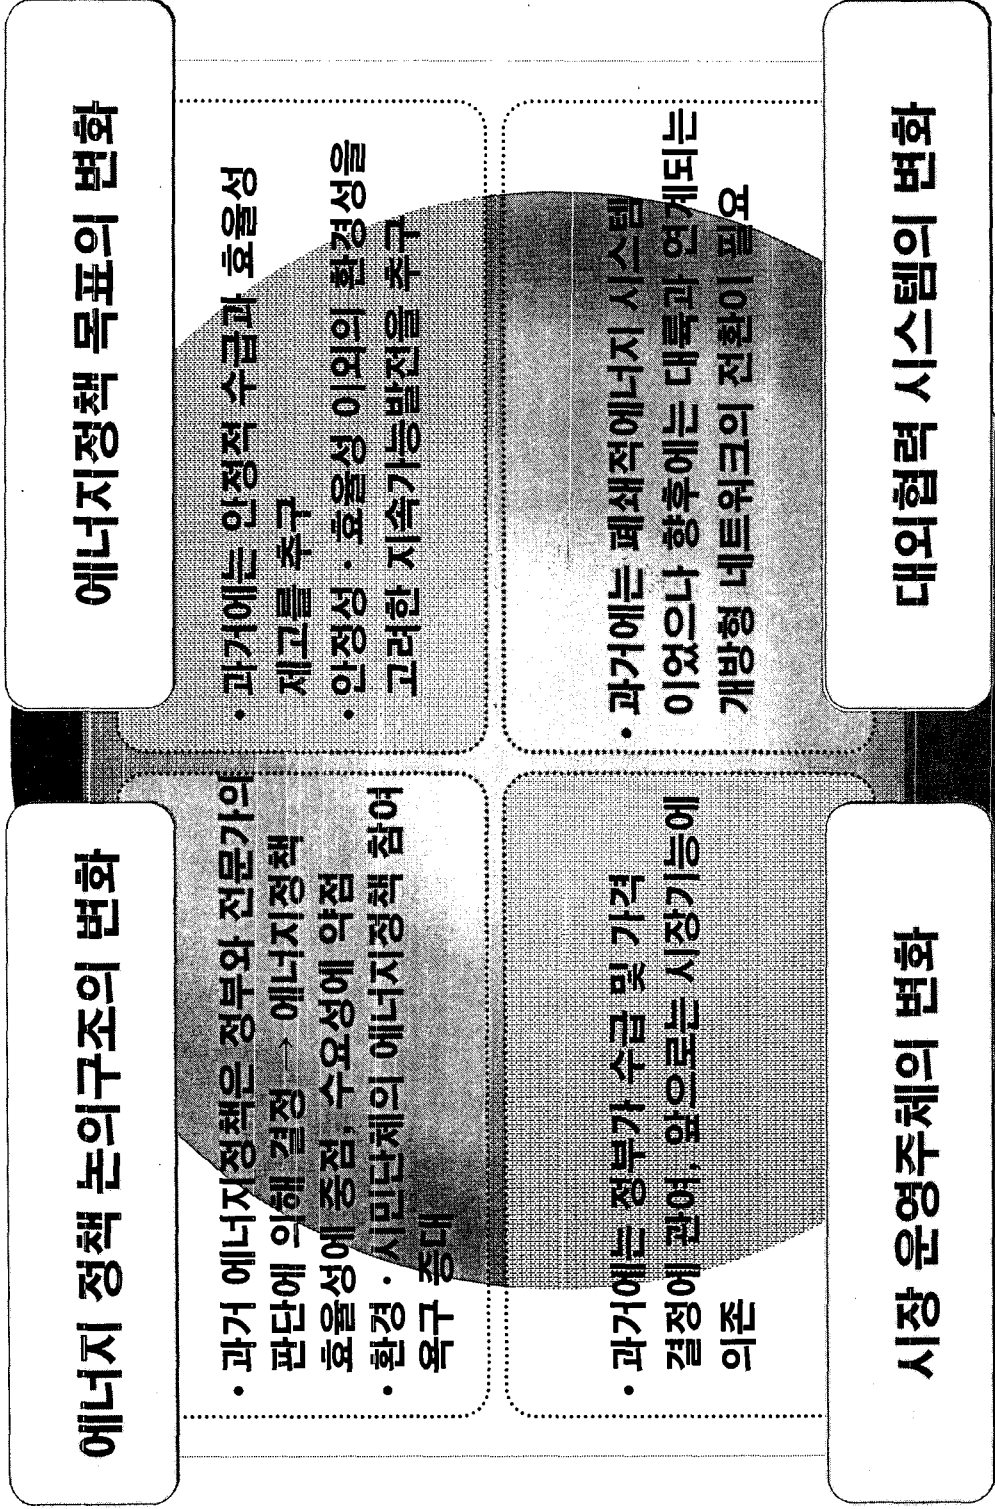 에너지 정책 논의구조의 변화
• 과거 에너지정책은 정부와 전문가의
판단에 의해 결정 → 에너지정책
효율성에 중점, 수요성에 약점
• 환경 · 시민단체의 에너지정책 참여
욕구 증대
에너지정책 목표의 변화
• 과거에는 안정적 수급과 효율성
제고를 추구
• 안정성 · 효율성 이외의 환경성을
고려한 지속가능발전을 추구
• 과거에는 정부가 수급 및 가격
결정에 관여, 앞으로는 시장기능에
의존
시장 운영주체의 변화
• 과거에는 폐쇄적에너지 시스템
이었으나 향후에는 대륙과 연계되는
개방형 네트워크의 전환이 필요
대외협력 시스템의 변화